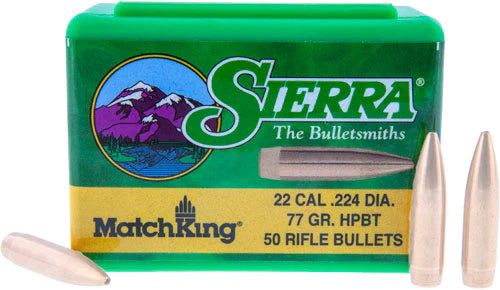 SIERRA®
The Bulletsmiths
22 CAL .224 DIA.
77 GR. HPBT
MatchKing®
50 RIFLE BULLETS